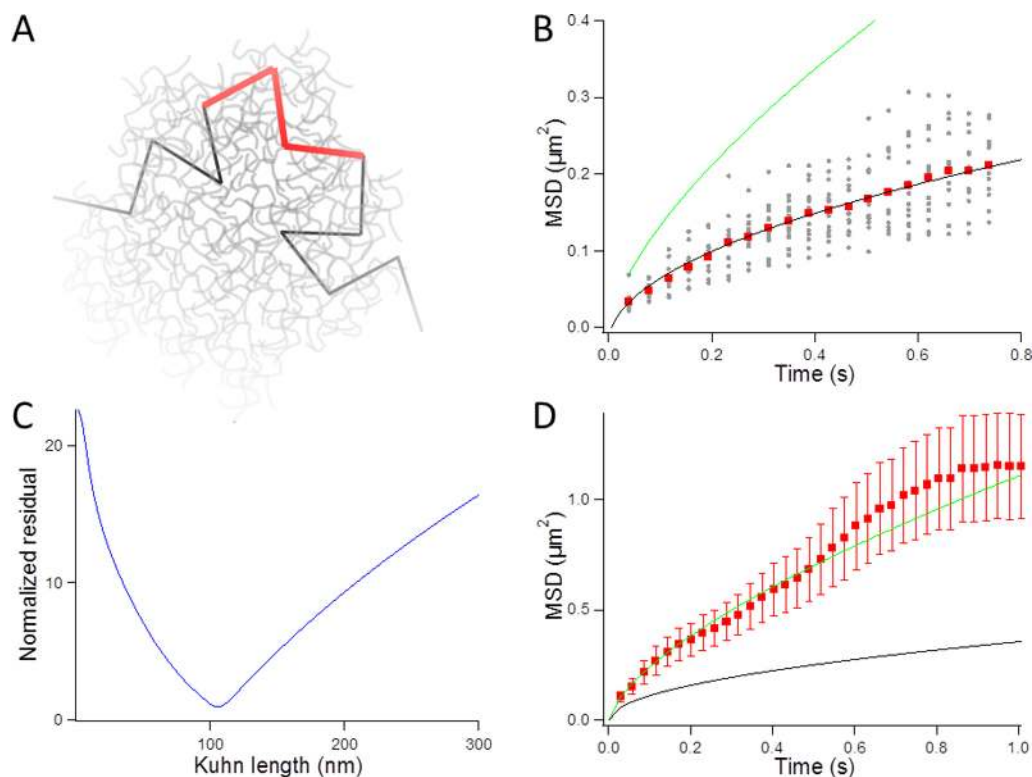 A
B
MSD (µm²)
0.4
0.3
0.2
0.1
0.0
0.0 0.2 0.4 0.6 0.8
Time (s)
C
Normalized residual
20
10
0
100 200 300
Kuhn length (nm)
D
MSD (µm²)
1.0
0.5
0.0
0.0 0.2 0.4 0.6 0.8 1.0
Time (s)